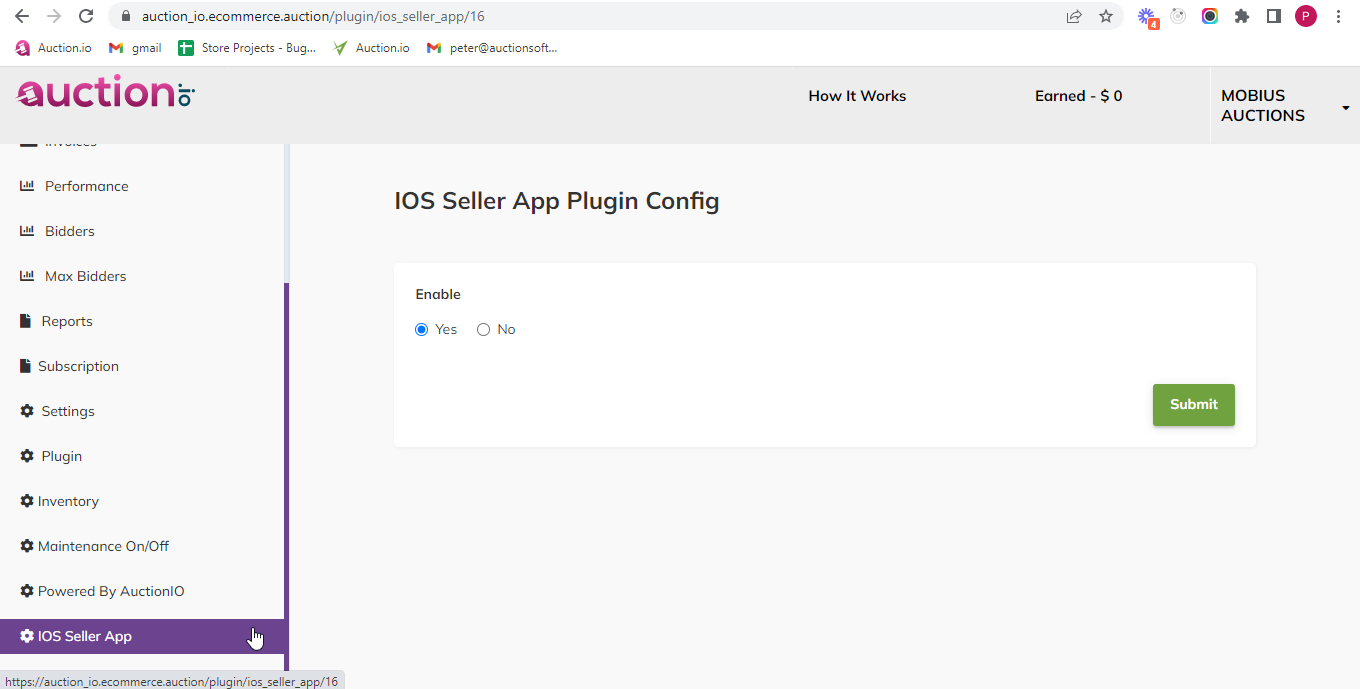 auction_io.ecommerce.auction/plugin/ios_seller_app/16
4
P
Auction.io
gmail
Store Projects - Bug...
Auction.io
peter@auctionsoft...
auction.io
How It Works
Earned - $ 0
MOBIUS
AUCTIONS
Invoices
Performance
Bidders
Max Bidders
Reports
Subscription
Settings
Plugin
Inventory
Maintenance On/Off
Powered By AuctionIO
IOS Seller App
IOS Seller App Plugin Config
Enable
Yes
No
Submit
https://auction_io.ecommerce.auction/plugin/ios_seller_app/16